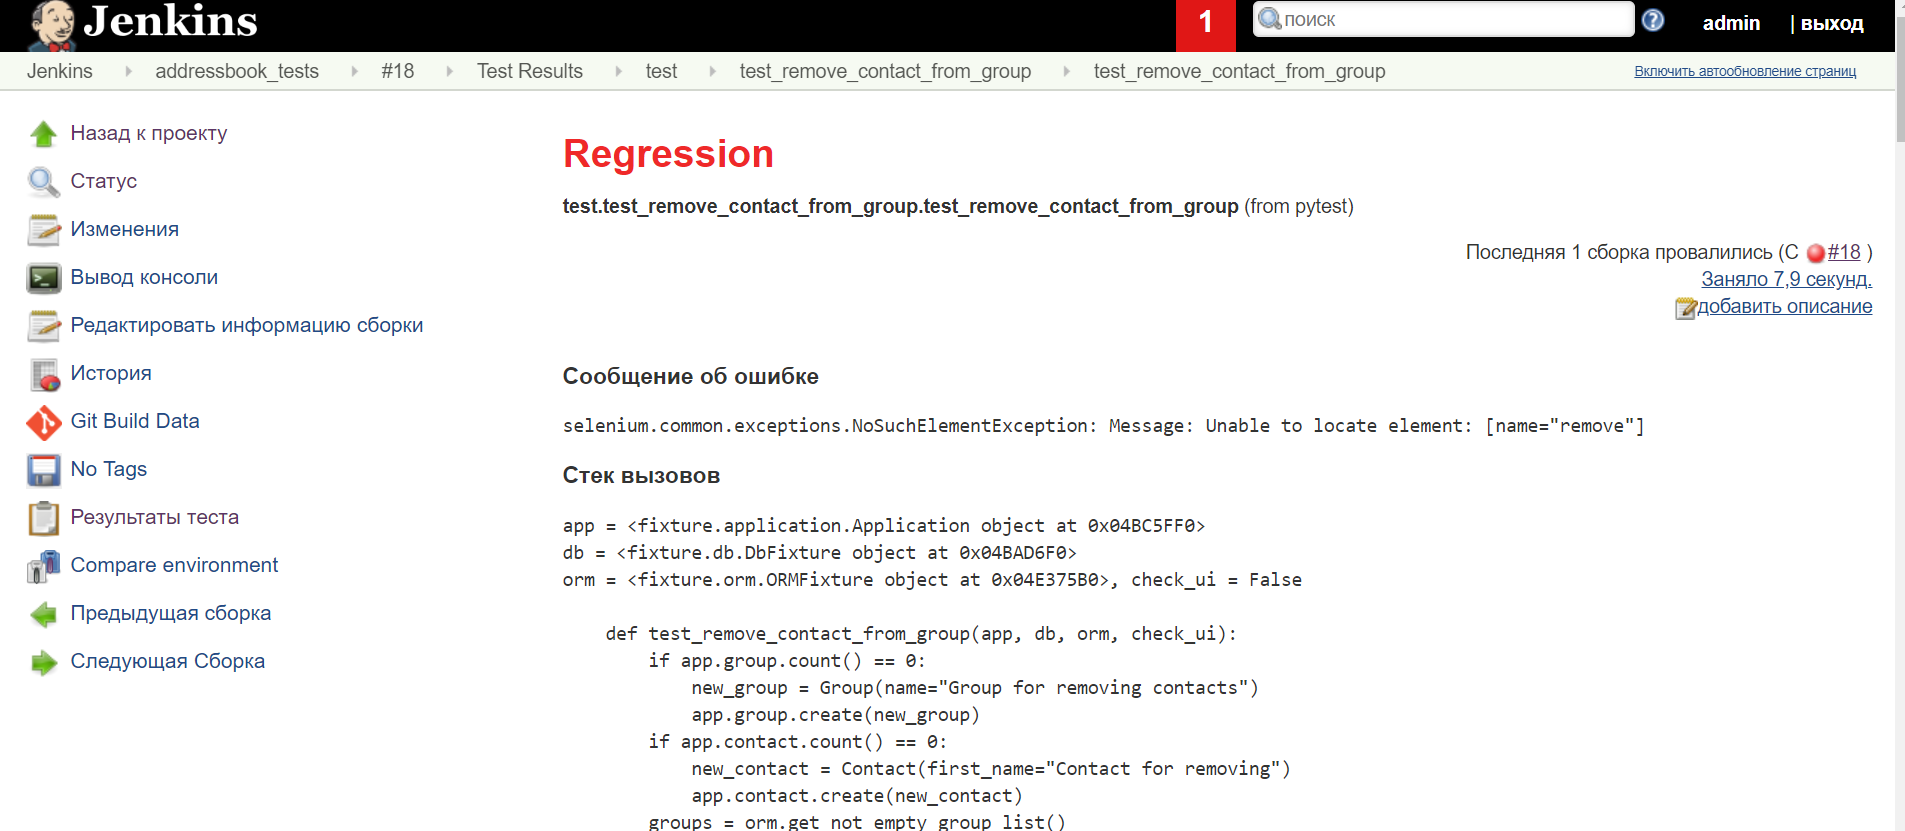 Jenkins
1
поиск
admin
| выход
Jenkins
addressbook_tests
#18
Test Results
test
test_remove_contact_from_group
test_remove_contact_from_group
Включить автообновление страниц
Назад к проекту
Статус
Изменения
Вывод консоли
Редактировать информацию сборки
История
Git Build Data
No Tags
Результаты теста
Compare environment
Предыдущая сборка
Следующая Сборка
Regression
test.test_remove_contact_from_group.test_remove_contact_from_group (from pytest)
Последняя 1 сборка провалились (С #18 )
Заняло 7,9 секунд.
добавить описание
Сообщение об ошибке
selenium.common.exceptions.NoSuchElementException: Message: Unable to locate element: [name="remove"]
Стек вызовов
app = <fixture.application.Application object at 0x04BC5FF0>
db = <fixture.db.DbFixture object at 0x04BAD6F0>
orm = <fixture.orm.ORMFixture object at 0x04E375B0>, check_ui = False
def test_remove_contact_from_group(app, db, orm, check_ui):
if app.group.count() == 0:
new_group = Group(name="Group for removing contacts")
app.group.create(new_group)
if app.contact.count() == 0:
new_contact = Contact(first_name="Contact for removing")
app.contact.create(new_contact)
groups = orm.get_not_empty_group_list()